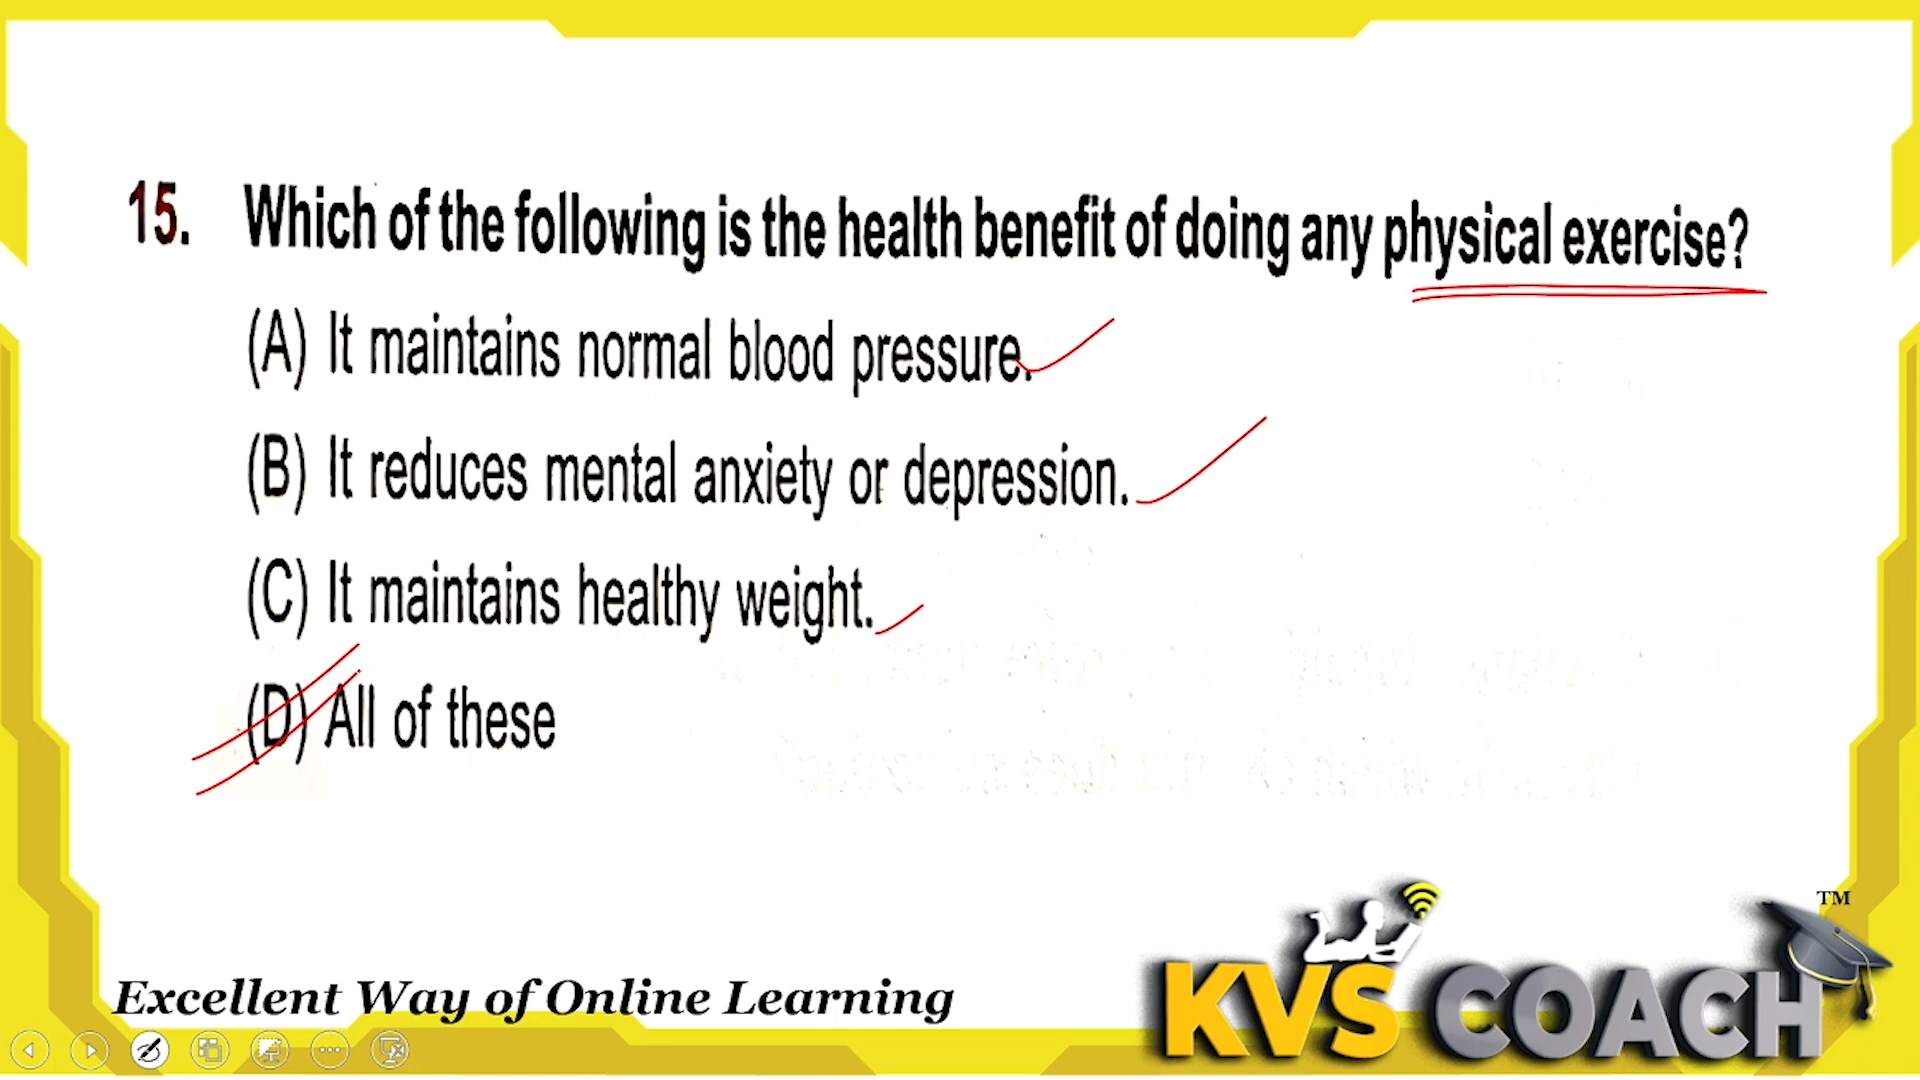 15. Which of the following is the health benefit of doing any physical exercise?
(A) It maintains normal blood pressure.
(B) It reduces mental anxiety or depression.
(C) It maintains healthy weight.
(D) All of these
TM
Excellent Way of Online Learning
KVS COACH